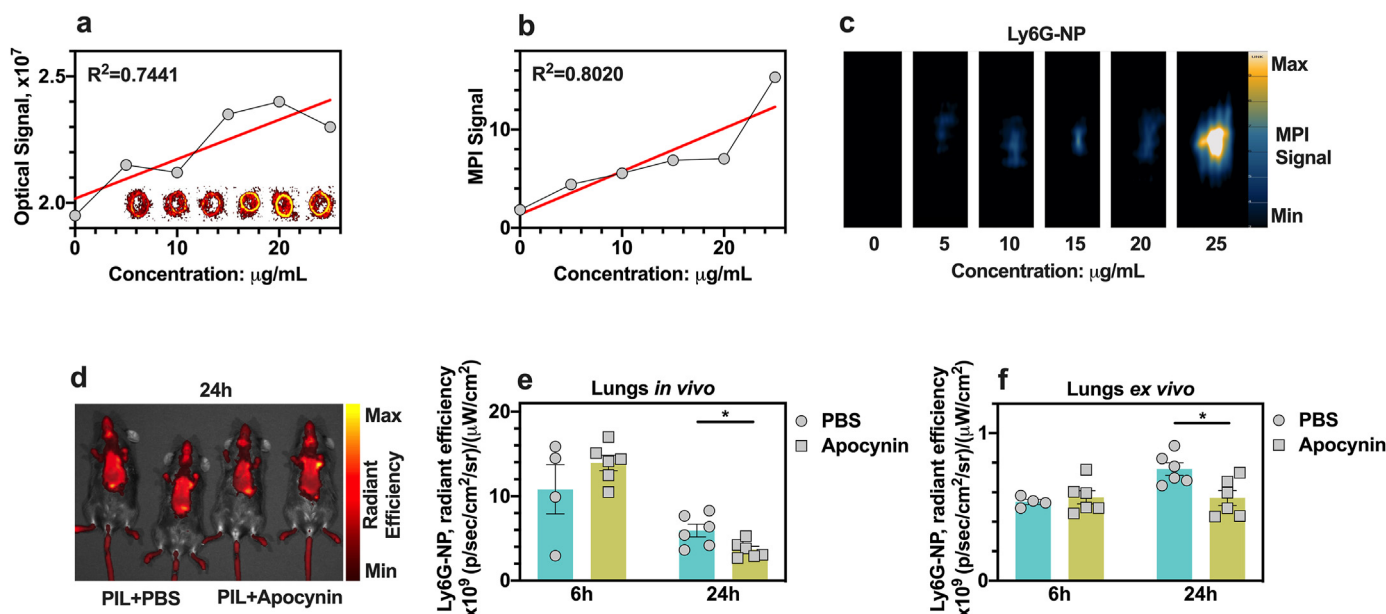 a
Optical Signal, x10⁷
2.5
2.0
R²=0.7441
0
10
20
Concentration: μg/mL
b
MPI Signal
10
0
R²=0.8020
0
10
20
Concentration: μg/mL
c
Ly6G-NP
Max
MPI
Signal
Min
0
5
10
15
20
25
Concentration: μg/mL
d
24h
Max
Radiant
Efficiency
Min
PIL+PBS
PIL+Apocynin
e
Lungs in vivo
Ly6G-NP, radiant efficiency
x10⁹ (p/sec/cm²/sr)/(μW/cm²)
20
15
10
5
0
*
6h
24h
PBS
Apocynin
f
Lungs ex vivo
Ly6G-NP, radiant efficiency
x10⁹ (p/sec/cm²/sr)/(μW/cm²)
1
0
*
6h
24h
PBS
Apocynin